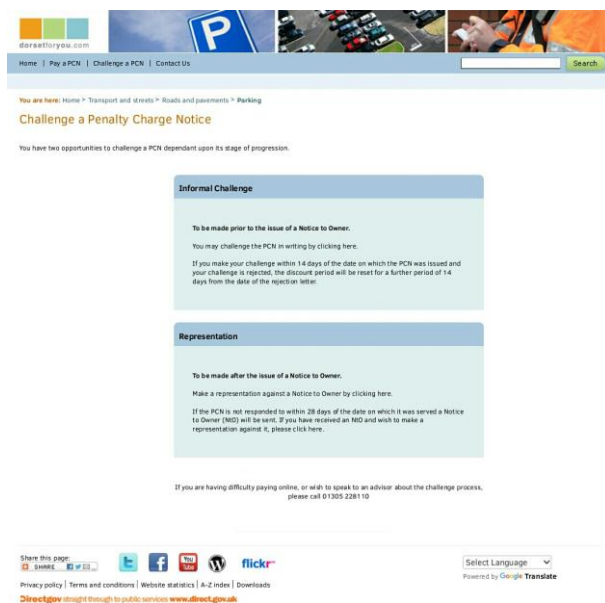 dorsetforyou.com
P
Home | Pay a PCN | Challenge a PCN | Contact Us
Search
You are here: Home > Transport and streets > Roads and pavements > Parking
Challenge a Penalty Charge Notice
You have two opportunities to challenge a PCN dependant upon its stage of progression.
Informal Challenge
To be made prior to the issue of a Notice to Owner.
You may challenge the PCN in writing by clicking here.
If you make your challenge within 14 days of the date on which the PCN was issued and
your challenge is rejected, the discount period will be reset for a further period of 14
days from the date of the rejection letter.
Representation
To be made after the issue of a Notice to Owner.
Make a representation against a Notice to Owner by clicking here.
If the PCN is not responded to within 28 days of the date on which it was served a Notice
to Owner (NtO) will be sent. If you have received an NtO and wish to make a
representation against it, please click here.
If you are having difficulty paying online, or wish to speak to an advisor about the challenge process,
please call 01305 228110
Share this page:
SHARE
t f You Tube W flickr
Select Language
Powered by Google Translate
Privacy policy | Terms and conditions | Website statistics | A-Z index | Downloads
Directgov straight through to public services www.direct.gov.uk